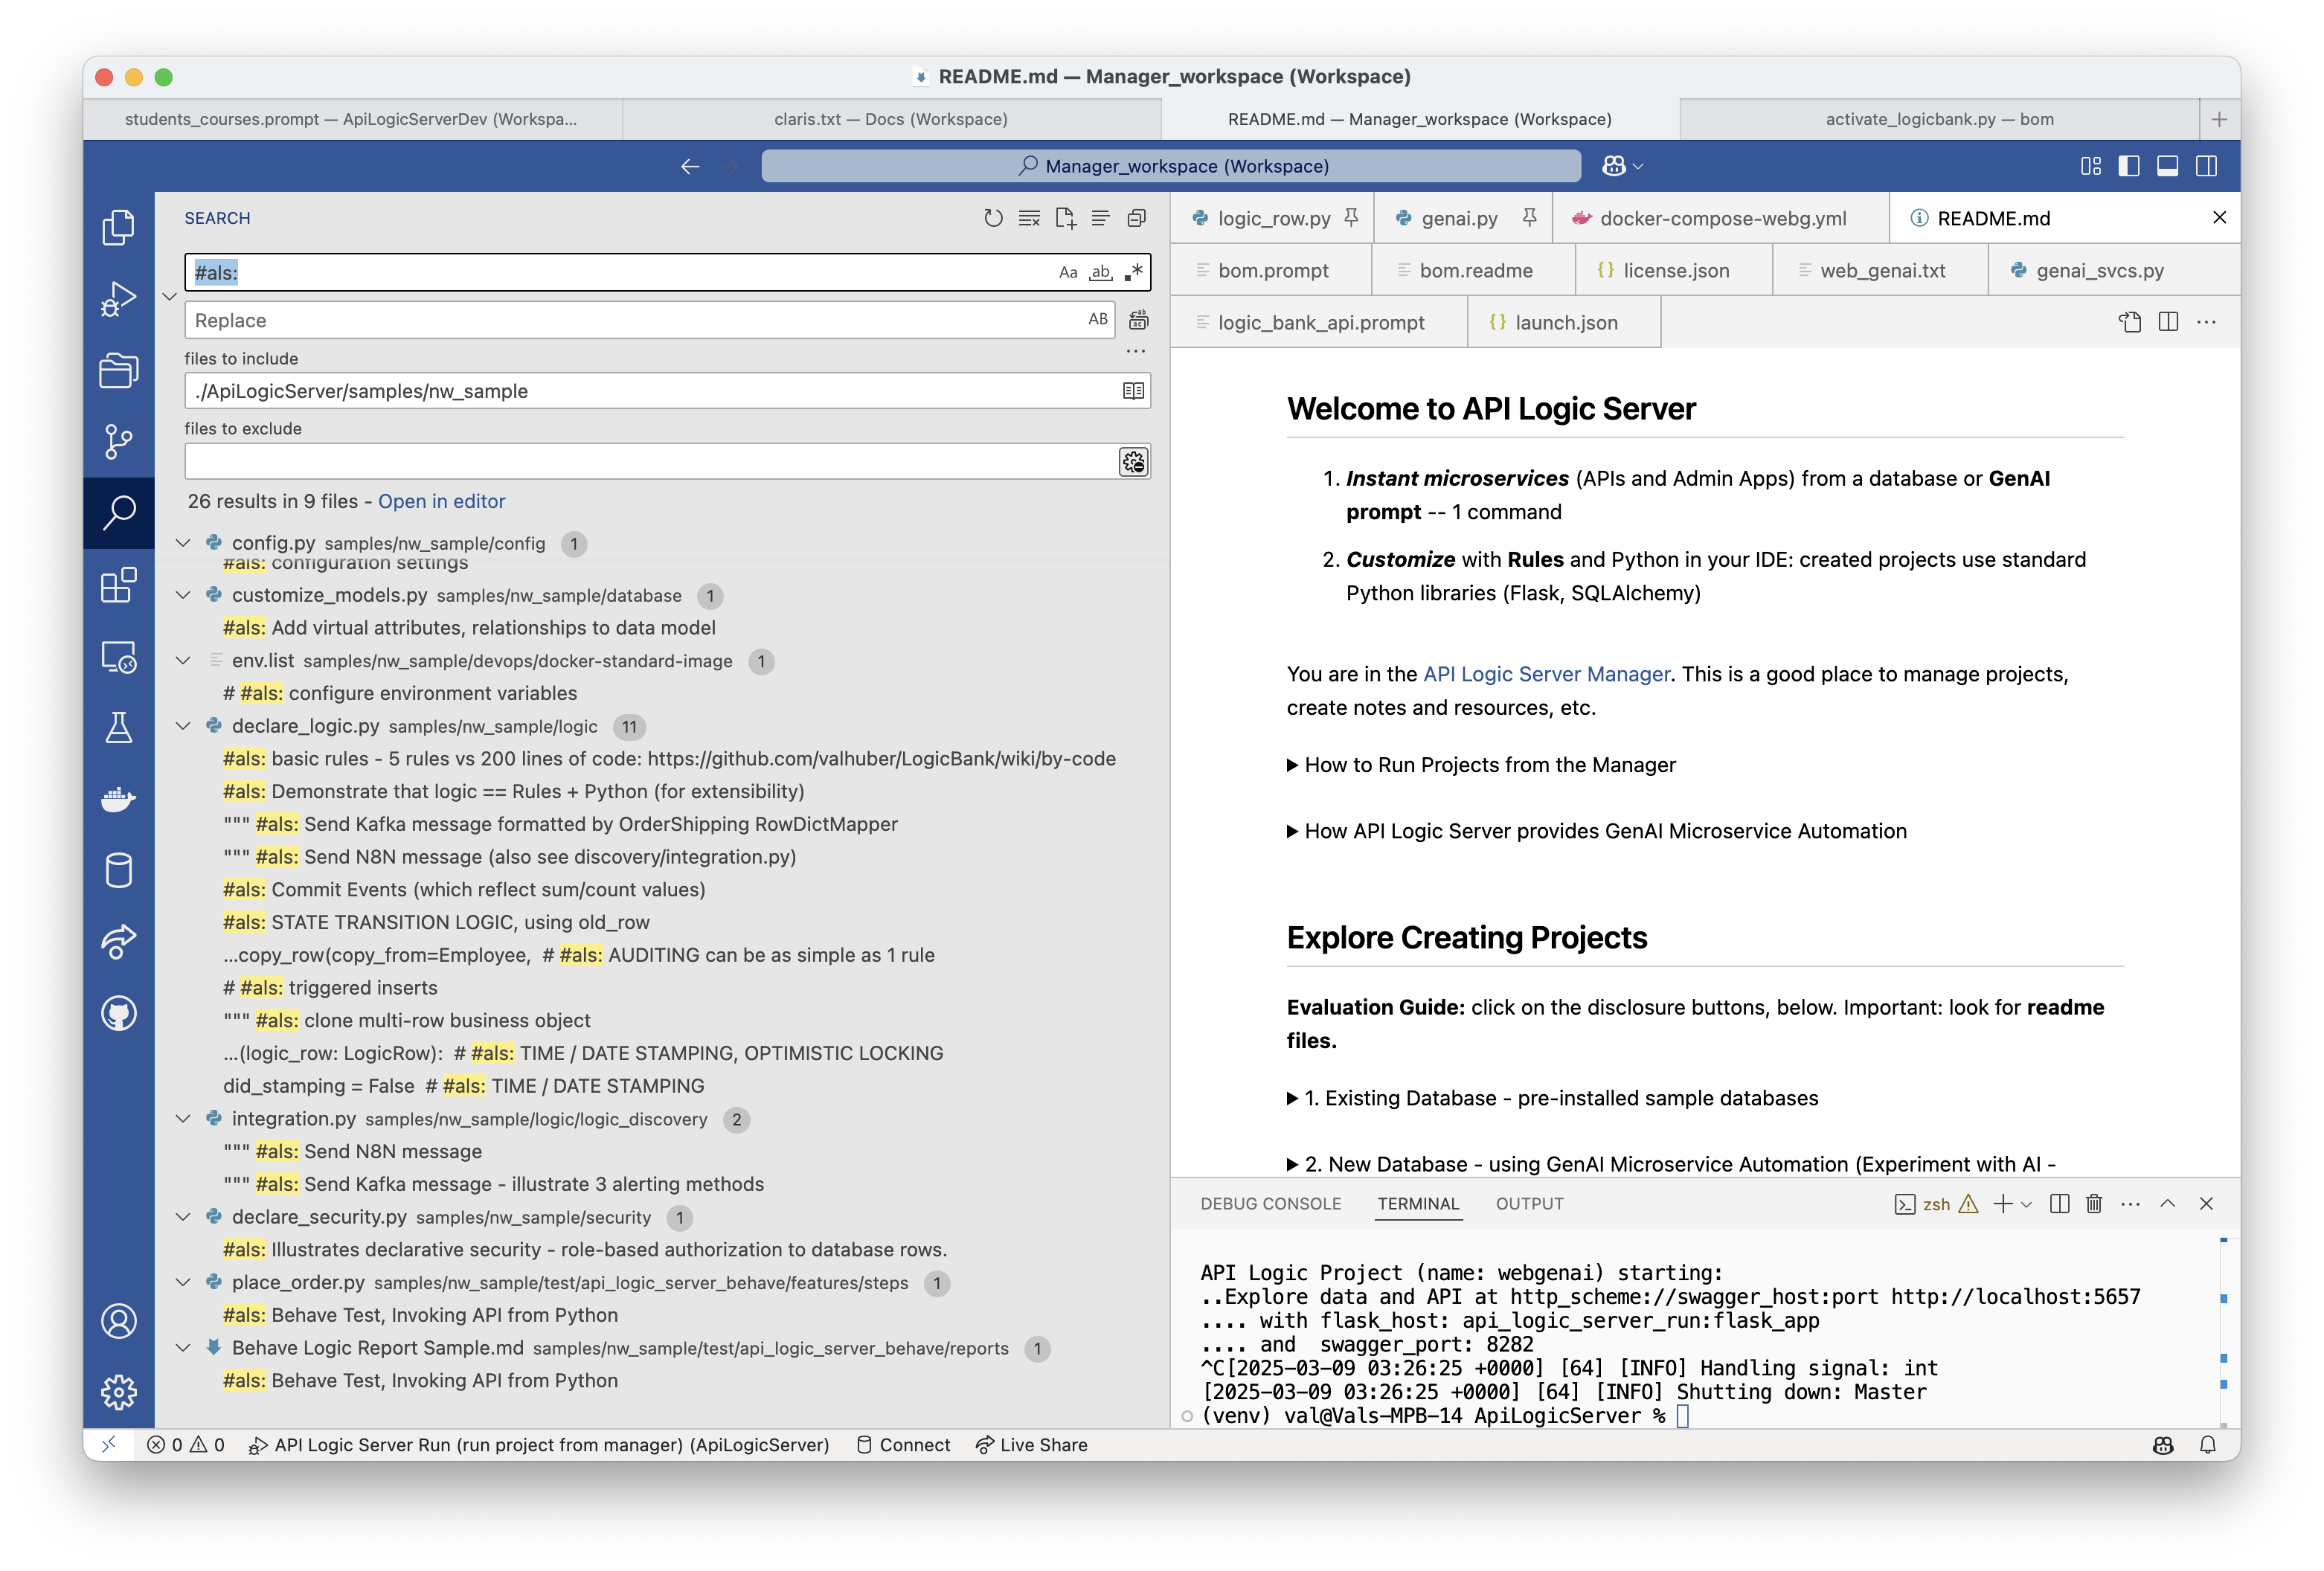 README.md — Manager_workspace (Workspace)
students_courses.prompt — ApiLogicServerDev (Workspa...
claris.txt — Docs (Workspace)
README.md — Manager_workspace (Workspace)
activate_logicbank.py — bom
Manager_workspace (Workspace)
SEARCH
#als:
Aa ab
Replace
AB
files to include
./ApiLogicServer/samples/nw_sample
files to exclude
26 results in 9 files - Open in editor
config.py samples/nw_sample/config 1
#als: configuration settings
customize_models.py samples/nw_sample/database 1
#als: Add virtual attributes, relationships to data model
env.list samples/nw_sample/devops/docker-standard-image 1
# #als: configure environment variables
declare_logic.py samples/nw_sample/logic 11
#als: basic rules - 5 rules vs 200 lines of code: https://github.com/valhuber/LogicBank/wiki/by-code
#als: Demonstrate that logic == Rules + Python (for extensibility)
""" #als: Send Kafka message formatted by OrderShipping RowDictMapper
""" #als: Send N8N message (also see discovery/integration.py)
#als: Commit Events (which reflect sum/count values)
#als: STATE TRANSITION LOGIC, using old_row
...copy_row(copy_from=Employee, # #als: AUDITING can be as simple as 1 rule
# #als: triggered inserts
""" #als: clone multi-row business object
...(logic_row: LogicRow): # #als: TIME / DATE STAMPING, OPTIMISTIC LOCKING
did_stamping = False # #als: TIME / DATE STAMPING
integration.py samples/nw_sample/logic/logic_discovery 2
""" #als: Send N8N message
""" #als: Send Kafka message - illustrate 3 alerting methods
declare_security.py samples/nw_sample/security 1
#als: Illustrates declarative security - role-based authorization to database rows.
place_order.py samples/nw_sample/test/api_logic_server_behave/features/steps 1
#als: Behave Test, Invoking API from Python
Behave Logic Report Sample.md samples/nw_sample/test/api_logic_server_behave/reports 1
#als: Behave Test, Invoking API from Python
logic_row.py
genai.py
docker-compose-webg.yml
README.md
bom.prompt
bom.readme
license.json
web_genai.txt
genai_svcs.py
logic_bank_api.prompt
launch.json
Welcome to API Logic Server
1. Instant microservices (APIs and Admin Apps) from a database or GenAI
prompt -- 1 command
2. Customize with Rules and Python in your IDE: created projects use standard
Python libraries (Flask, SQLAlchemy)
You are in the API Logic Server Manager. This is a good place to manage projects,
create notes and resources, etc.
How to Run Projects from the Manager
How API Logic Server provides GenAI Microservice Automation
Explore Creating Projects
Evaluation Guide: click on the disclosure buttons, below. Important: look for readme
files.
1. Existing Database - pre-installed sample databases
2. New Database - using GenAI Microservice Automation (Experiment with AI -
DEBUG CONSOLE
TERMINAL
OUTPUT
zsh
API Logic Project (name: webgenai) starting:
..Explore data and API at http_scheme://swagger_host:port http://localhost:5657
.... with flask_host: api_logic_server_run:flask_app
.... and  swagger_port: 8282
^C[2025-03-09 03:26:25 +0000] [64] [INFO] Handling signal: int
[2025-03-09 03:26:25 +0000] [64] [INFO] Shutting down: Master
(venv) val@Vals-MPB-14 ApiLogicServer %
0 0 API Logic Server Run (run project from manager) (ApiLogicServer) Connect Live Share